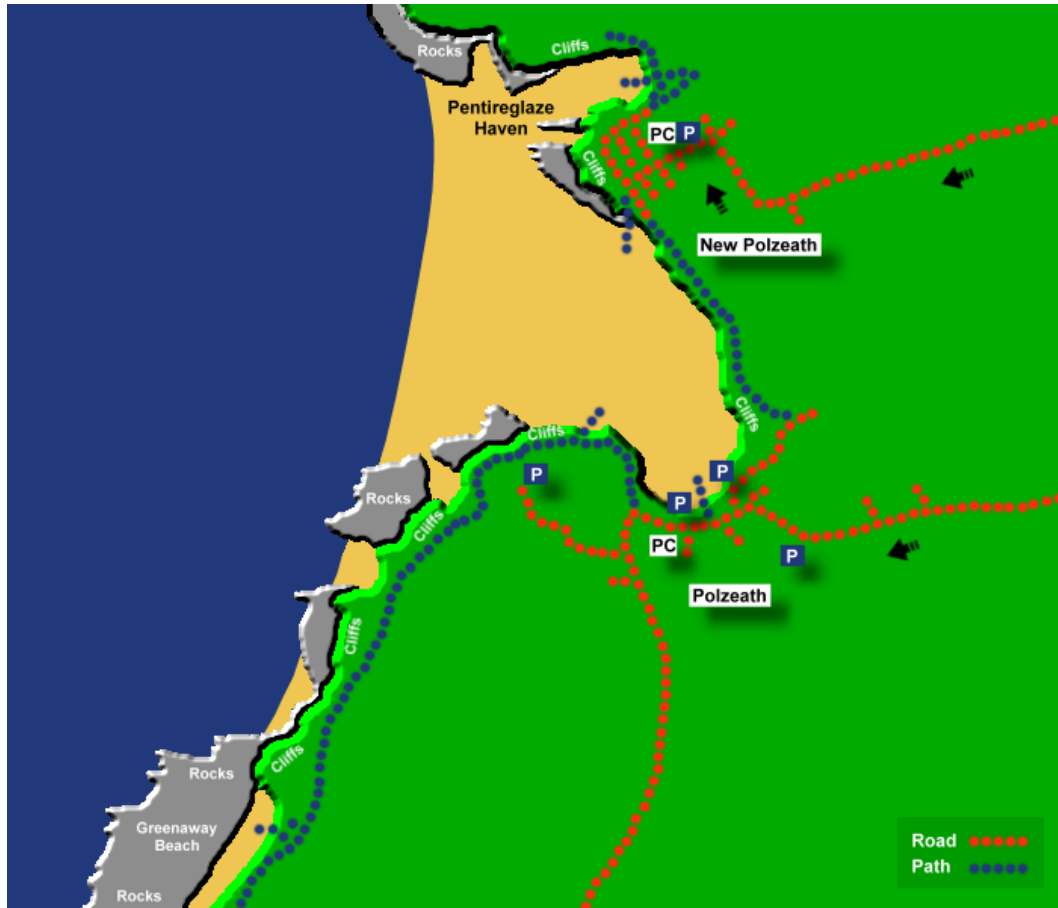 Rocks
Cliffs
Pentireglaze
Haven
PC
P
Cliffs
New Polzeath
Cliffs
Cliffs
P
P
P
Rocks
Cliffs
PC
P
Polzeath
Cliffs
Cliffs
Rocks
Greenaway
Beach
Rocks
Road
Path